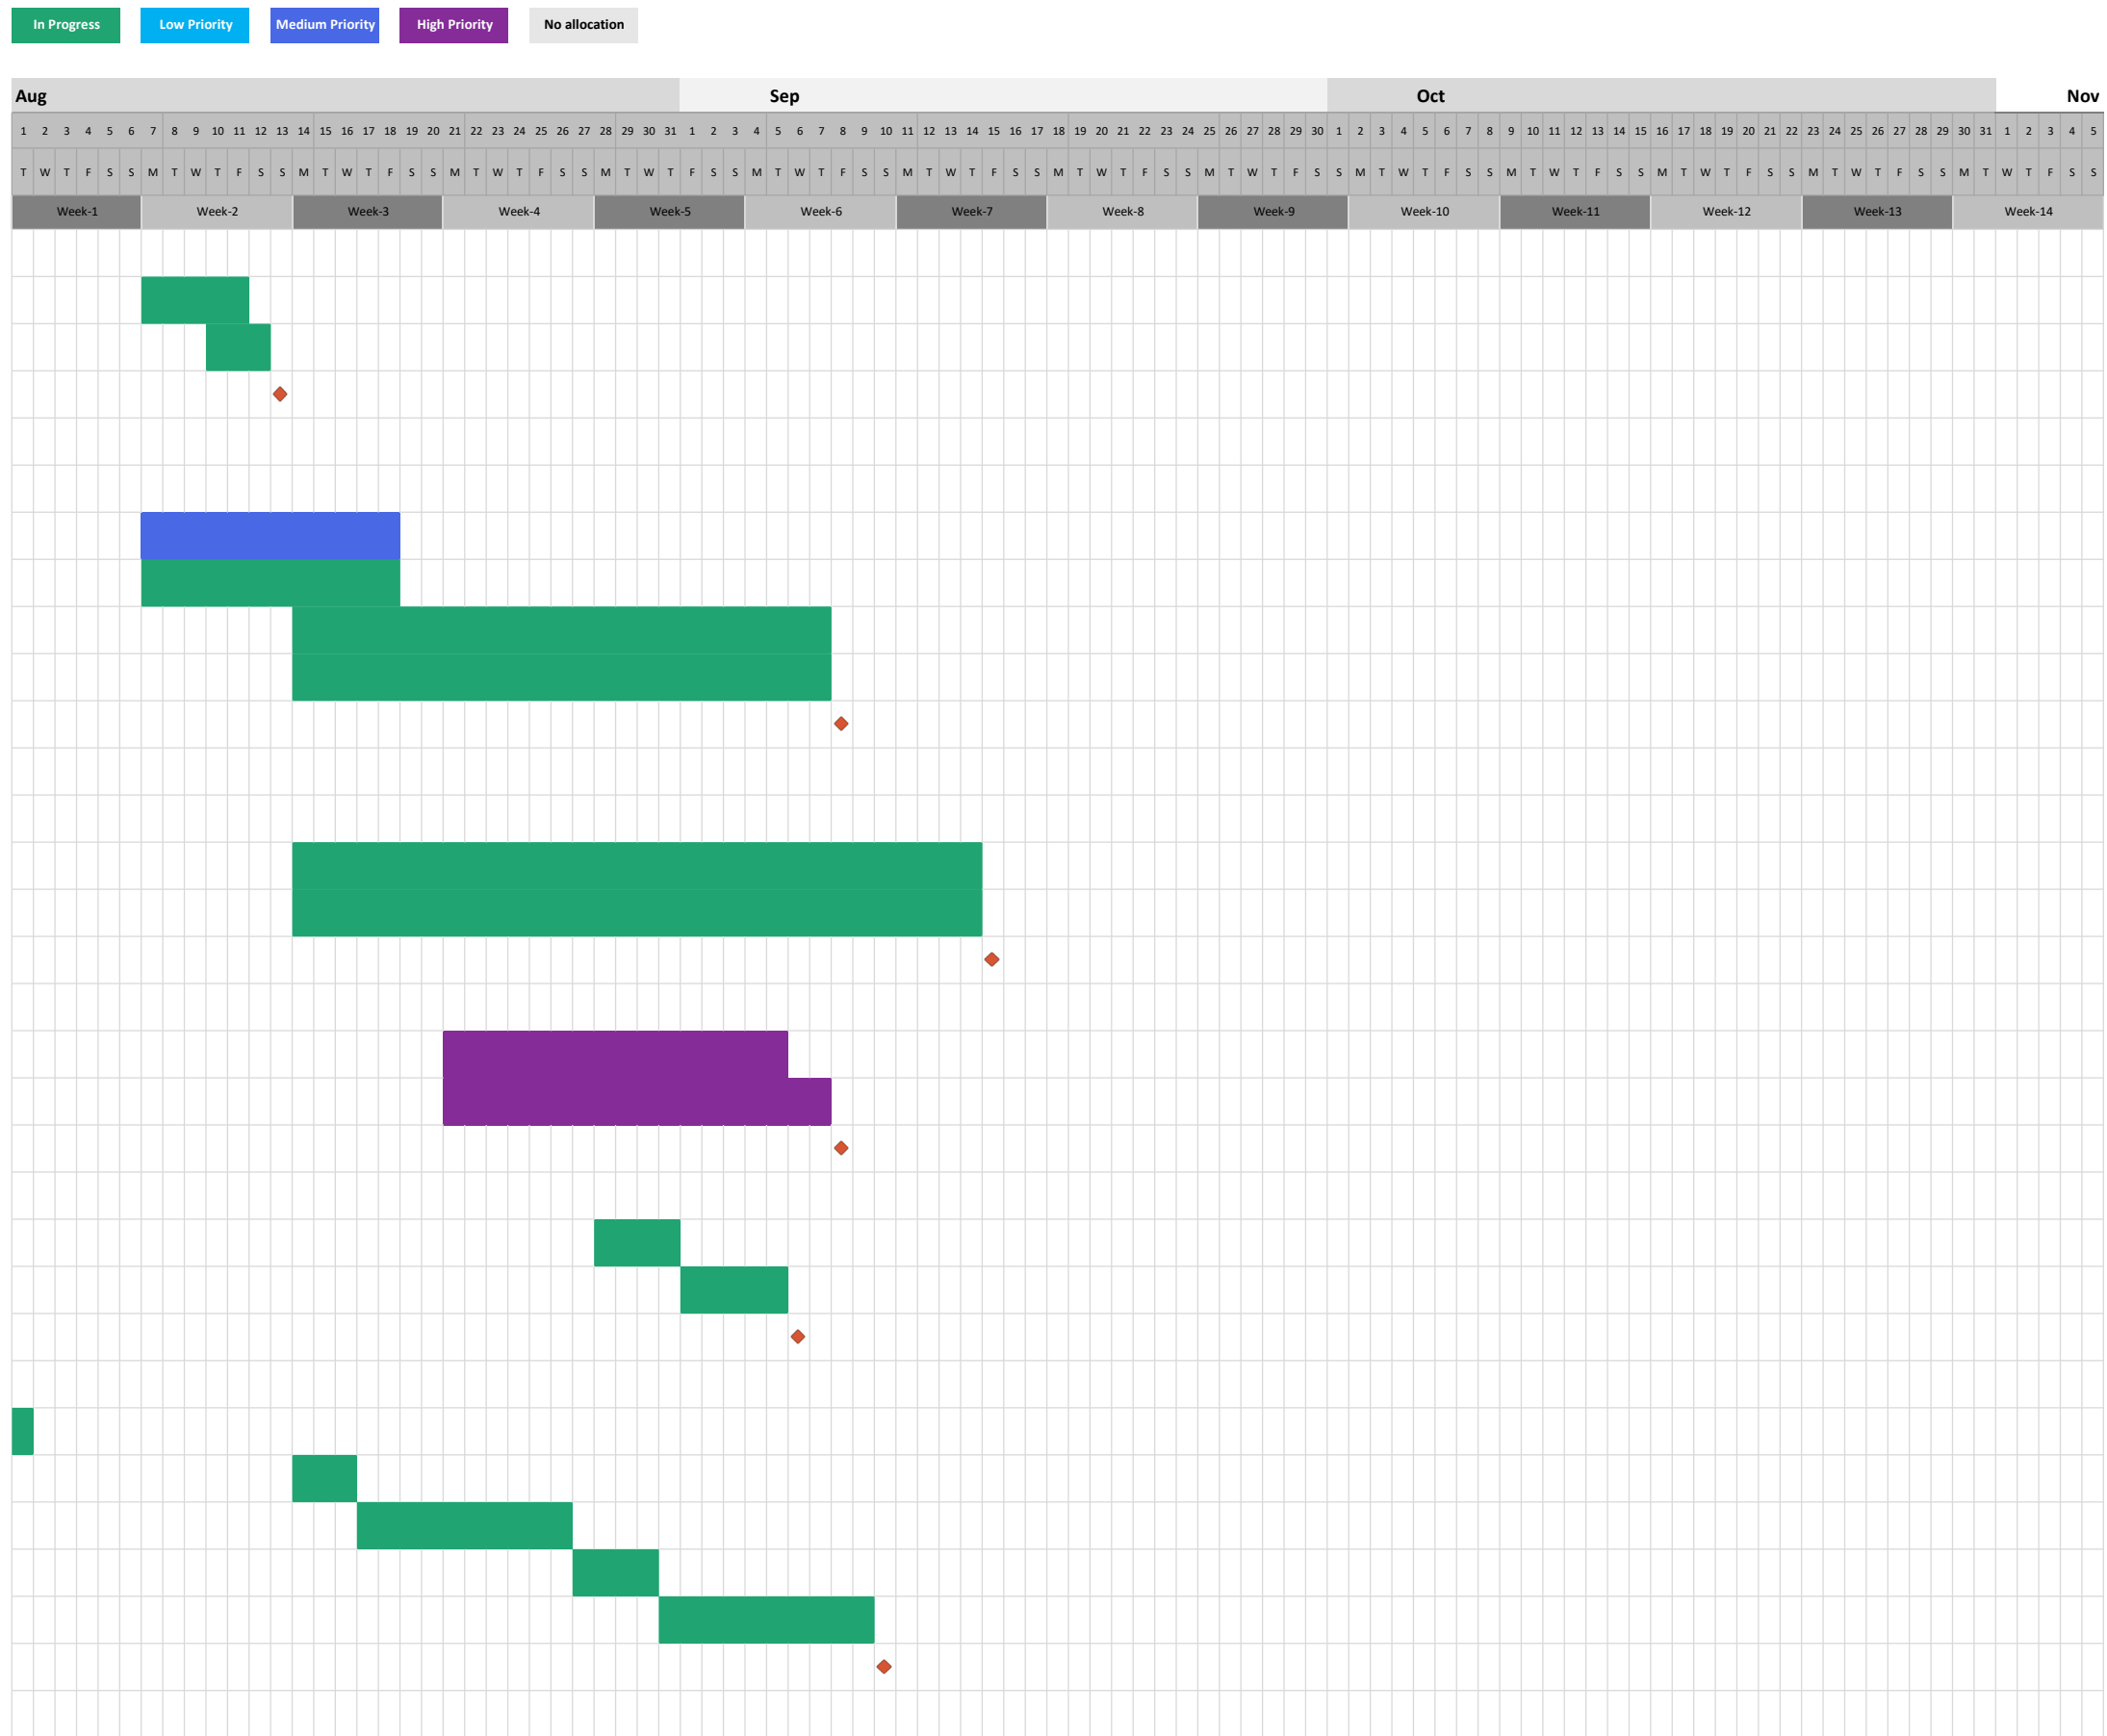 In Progress Low Priority Medium Priority High Priority No allocation
Aug Sep Oct Nov
1 2 3 4 5 6 7 8 9 10 11 12 13 14 15 16 17 18 19 20 21 22 23 24 25 26 27 28 29 30 31 1 2 3 4 5 6 7 8 9 10 11 12 13 14 15 16 17 18 19 20 21 22 23 24 25 26 27 28 29 30 1 2 3 4 5 6 7 8 9 10 11 12 13 14 15 16 17 18 19 20 21 22 23 24 25 26 27 28 29 30 31 1 2 3 4 5
T W T F S S M T W T F S S M T W T F S S M T W T F S S M T W T F S S M T W T F S S M T W T F S S M T W T F S S M T W T F S S M T W T F S S M T W T F S S M T W T F S S M T W T F S S M T W T F S S
Week-1 Week-2 Week-3 Week-4 Week-5 Week-6 Week-7 Week-8 Week-9 Week-10 Week-11 Week-12 Week-13 Week-14